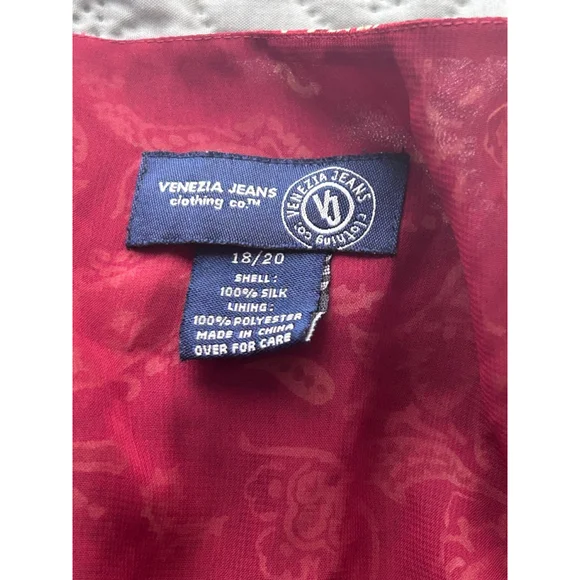 VENEZIA JEANS
clothing co.™
VENEZIA JEANS
clothing co.
VJ
18/20
SHELL:
100% SILK
LINING:
100% POLYESTER
MADE IN CHINA
OVER FOR CARE